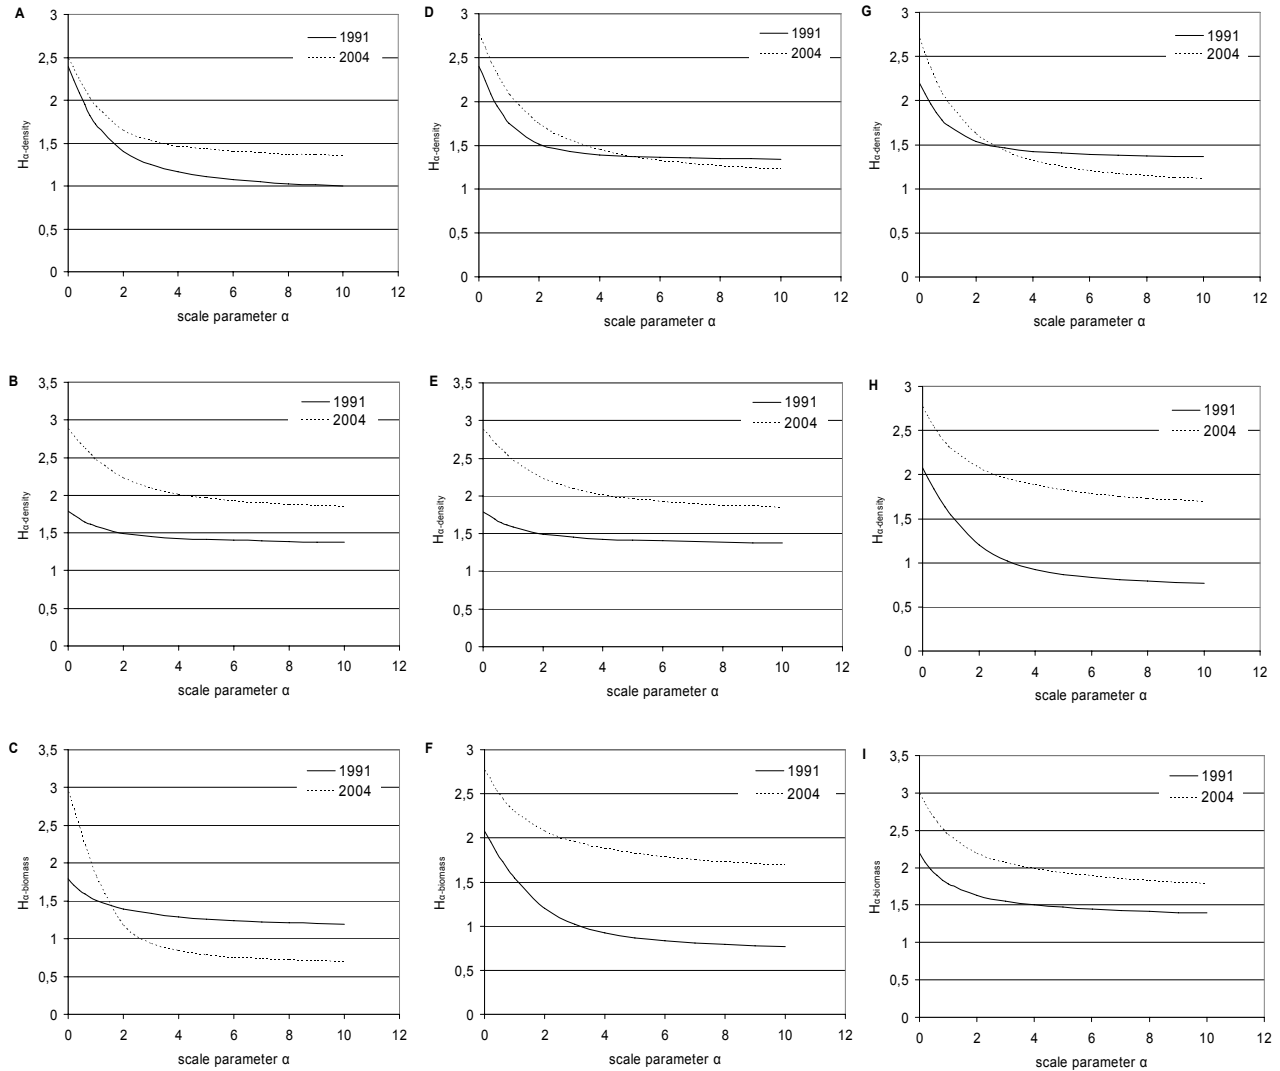 A
3
2,5
2
1,5
1
0,5
0
Hα-density
1991
2004
0 2 4 6 8 10 12
scale parameter α
D
3
2,5
2
1,5
1
0,5
0
Hα-density
1991
2004
0 2 4 6 8 10 12
scale parameter α
G
3
2,5
2
1,5
1
0,5
0
Hα-density
1991
2004
0 2 4 6 8 10 12
scale parameter α
B
3,5
3
2,5
2
1,5
1
0,5
0
Hα-density
1991
2004
0 2 4 6 8 10 12
scale parameter α
E
3,5
3
2,5
2
1,5
1
0,5
0
Hα-density
1991
2004
0 2 4 6 8 10 12
scale parameter α
H
3
2,5
2
1,5
1
0,5
0
Hα-density
1991
2004
0 2 4 6 8 10 12
scale parameter α
C
3,5
3
2,5
2
1,5
1
0,5
0
Hα-biomass
1991
2004
0 2 4 6 8 10 12
scale parameter α
F
3
2,5
2
1,5
1
0,5
0
Hα-biomass
1991
2004
0 2 4 6 8 10 12
scale parameter α
I
3,5
3
2,5
2
1,5
1
0,5
0
Hα-biomass
1991
2004
0 2 4 6 8 10 12
scale parameter α